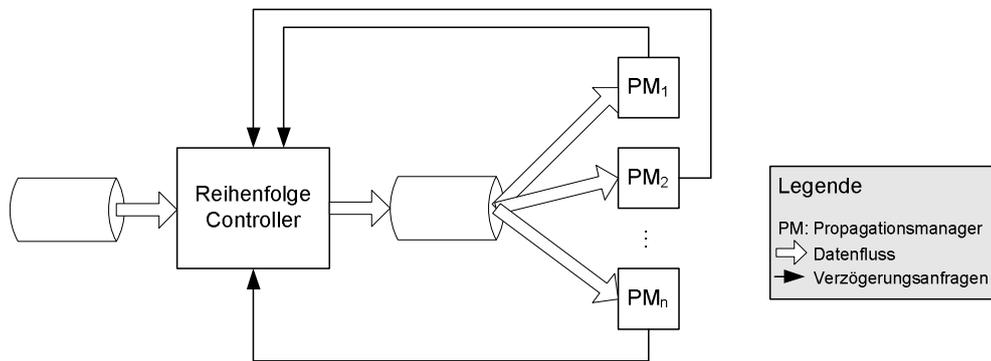 PM₁
Reihenfolge
Controller
PM₂
⋮
PMₙ
Legende
PM: Propagationsmanager
Datenfluss
Verzögerungsanfragen